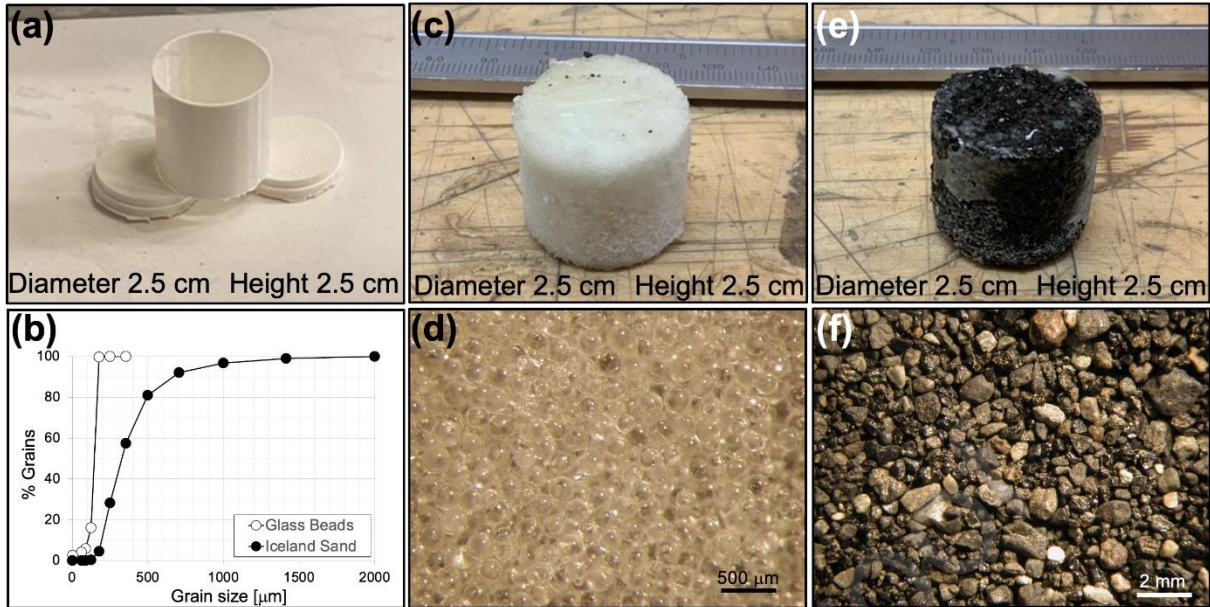 (a)
Diameter 2.5 cm Height 2.5 cm
(b)
100
80
60
40
20
0
% Grains
0 500 1000 1500 2000
Grain size [μm]
Glass Beads
Iceland Sand
(c)
Diameter 2.5 cm Height 2.5 cm
(d)
500 μm
(e)
Diameter 2.5 cm Height 2.5 cm
(f)
2 mm